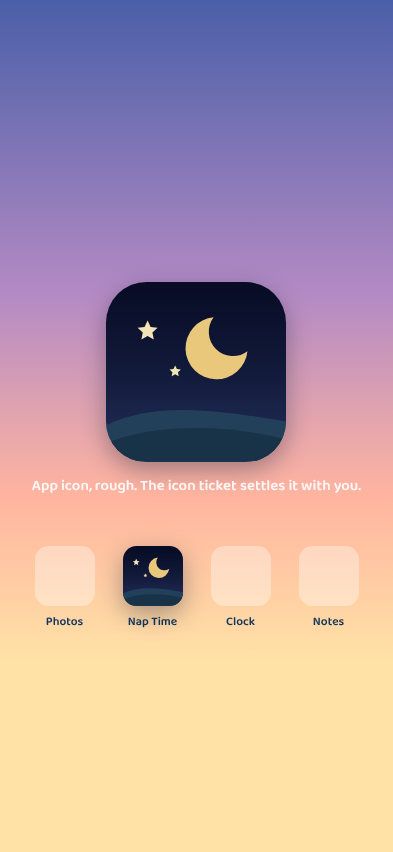 App icon, rough. The icon ticket settles it with you.
Photos
Nap Time
Clock
Notes